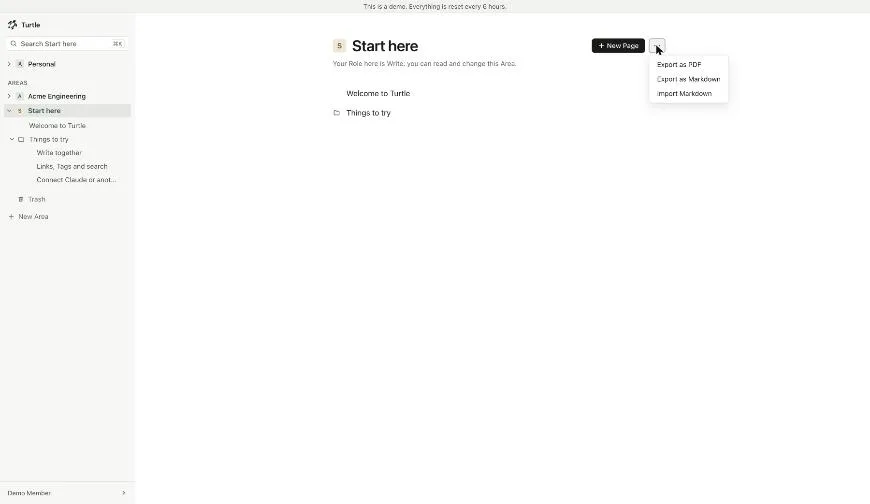 This is a demo. Everything is reset every 6 hours.
Turtle
Search Start here
⌘K
A Personal
AREAS
A Acme Engineering
S Start here
Welcome to Turtle
Things to try
Write together
Links, Tags and search
Connect Claude or anot...
Trash
+ New Area
Demo Member
S Start here
+ New Page
Your Role here is Write: you can read and change this Area.
Welcome to Turtle
Things to try
Export as PDF
Export as Markdown
Import Markdown